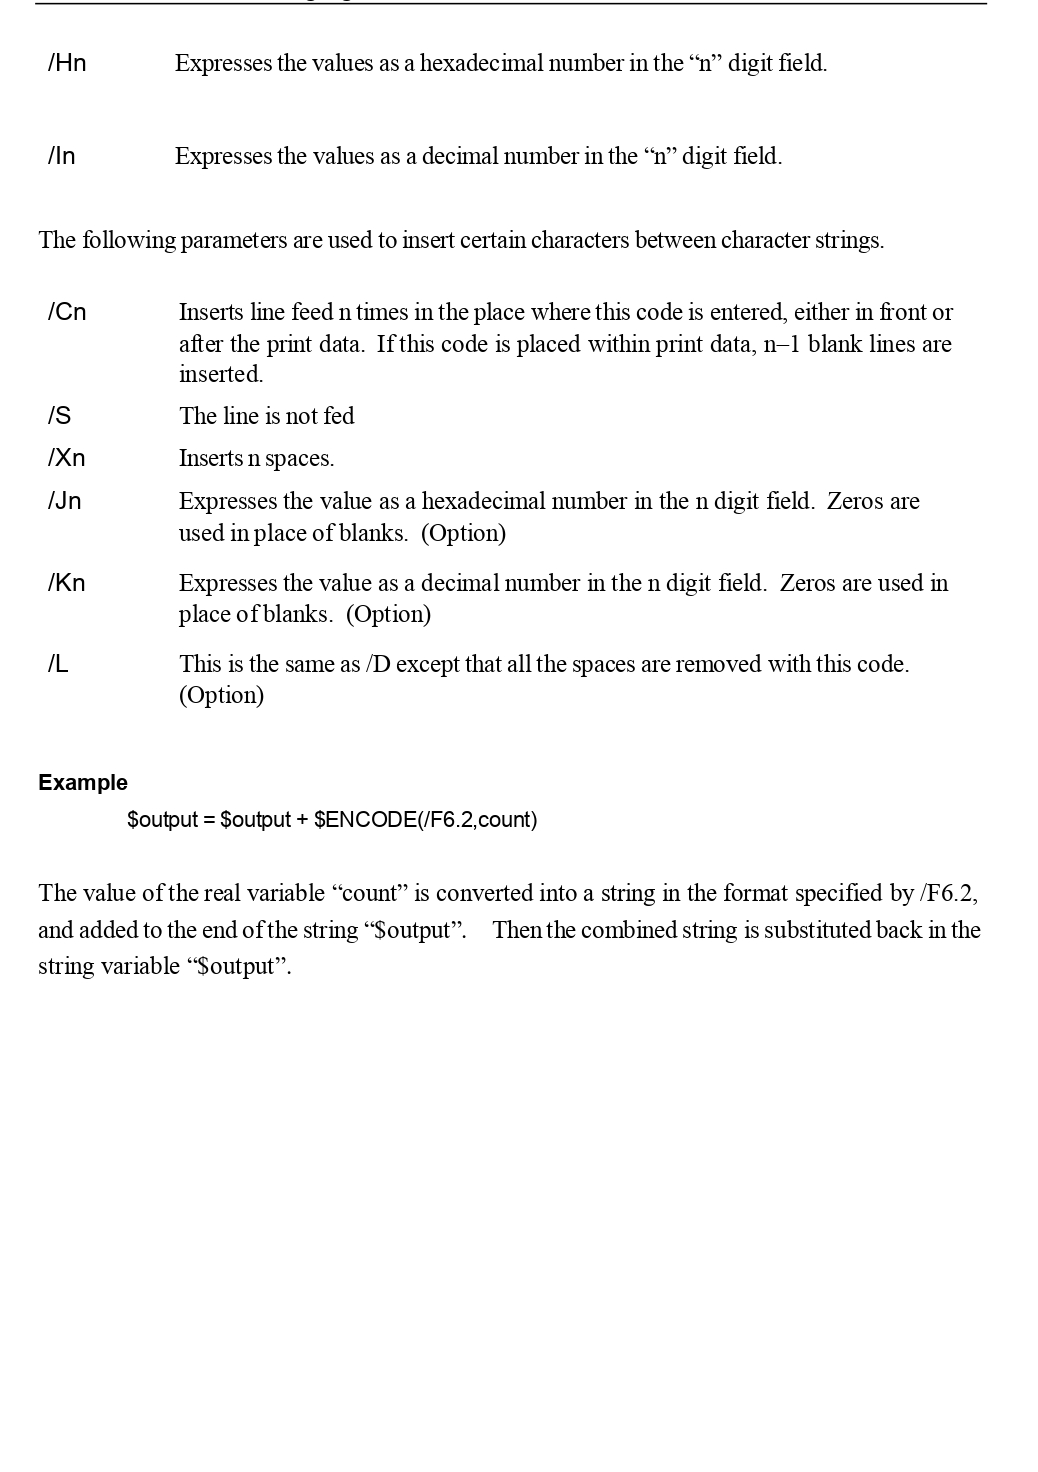 /Hn Expresses the values as a hexadecimal number in the “n” digit field.
/In Expresses the values as a decimal number in the “n” digit field.
The following parameters are used to insert certain characters between character strings.
/Cn Inserts line feed n times in the place where this code is entered, either in front or
after the print data. If this code is placed within print data, n–1 blank lines are
inserted.
/S The line is not fed
/Xn Inserts n spaces.
/Jn Expresses the value as a hexadecimal number in the n digit field. Zeros are
used in place of blanks. (Option)
/Kn Expresses the value as a decimal number in the n digit field. Zeros are used in
place of blanks. (Option)
/L This is the same as /D except that all the spaces are removed with this code.
(Option)
Example
$output = $output + $ENCODE(/F6.2,count)
The value of the real variable “count” is converted into a string in the format specified by /F6.2,
and added to the end of the string “$output”. Then the combined string is substituted back in the
string variable “$output”.